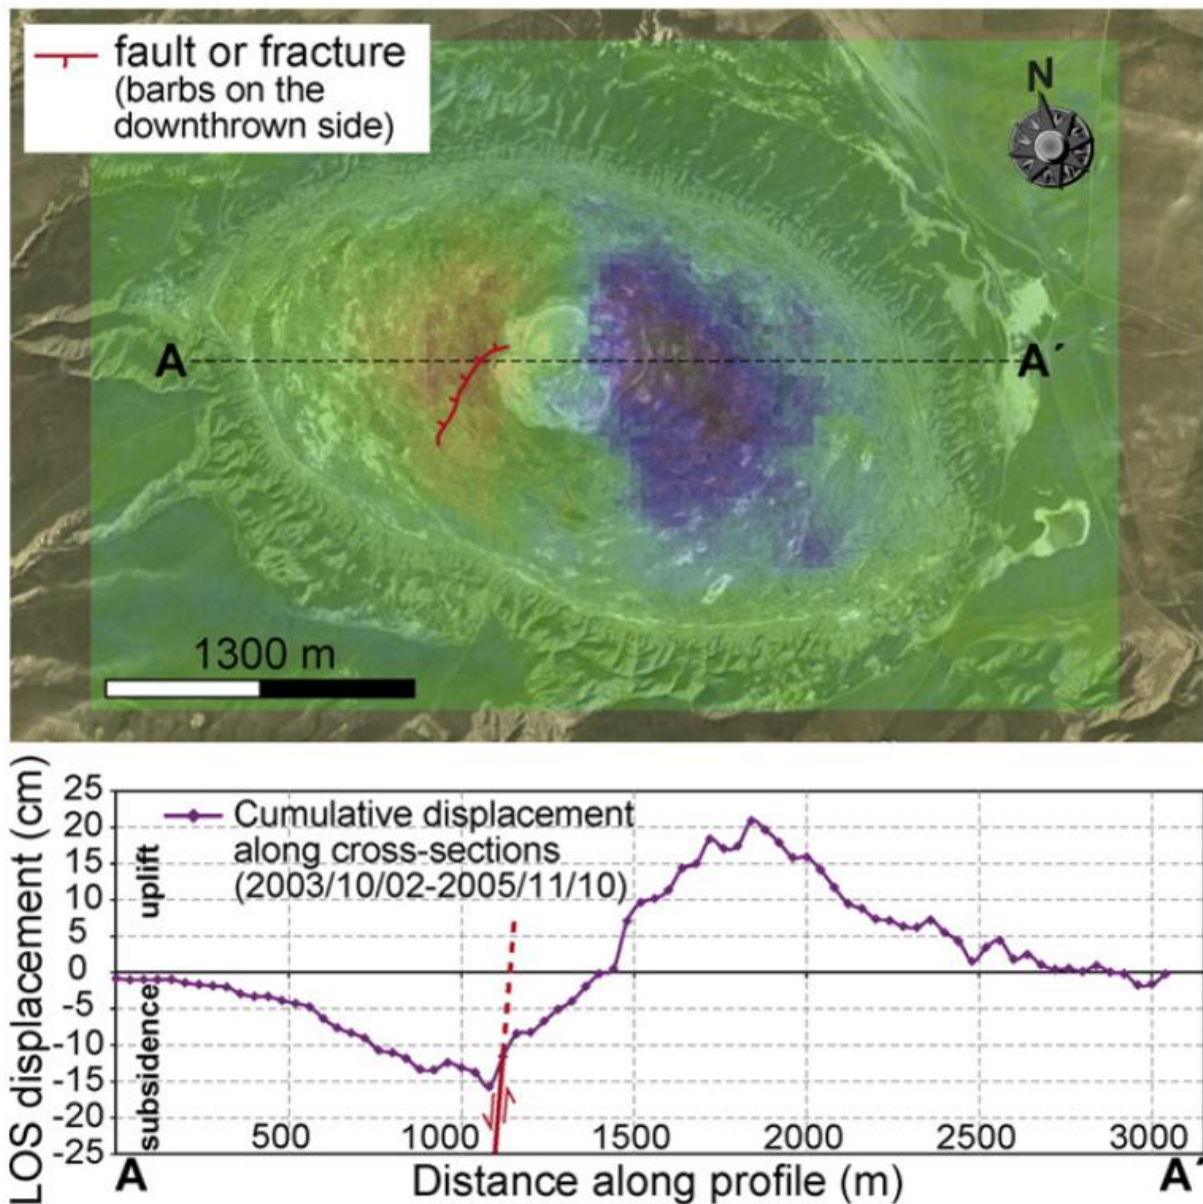 fault or fracture
(barbs on the
downthrown side)
N
A
A´
1300 m
LOS displacement (cm)
uplift
subsidence
25
20
15
10
5
0
-5
-10
-15
-20
-25
Cumulative displacement
along cross-sections
(2003/10/02-2005/11/10)
500 1000 1500 2000 2500 3000
A Distance along profile (m) A´